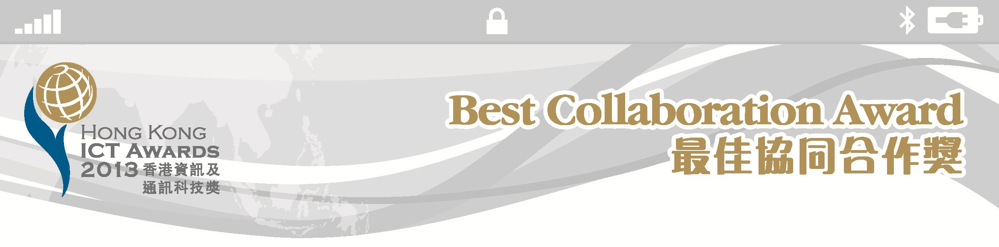 HONG KONG
ICT AWARDS
2013 香港資訊及
通訊科技獎
Best Collaboration Award
最佳協同合作獎